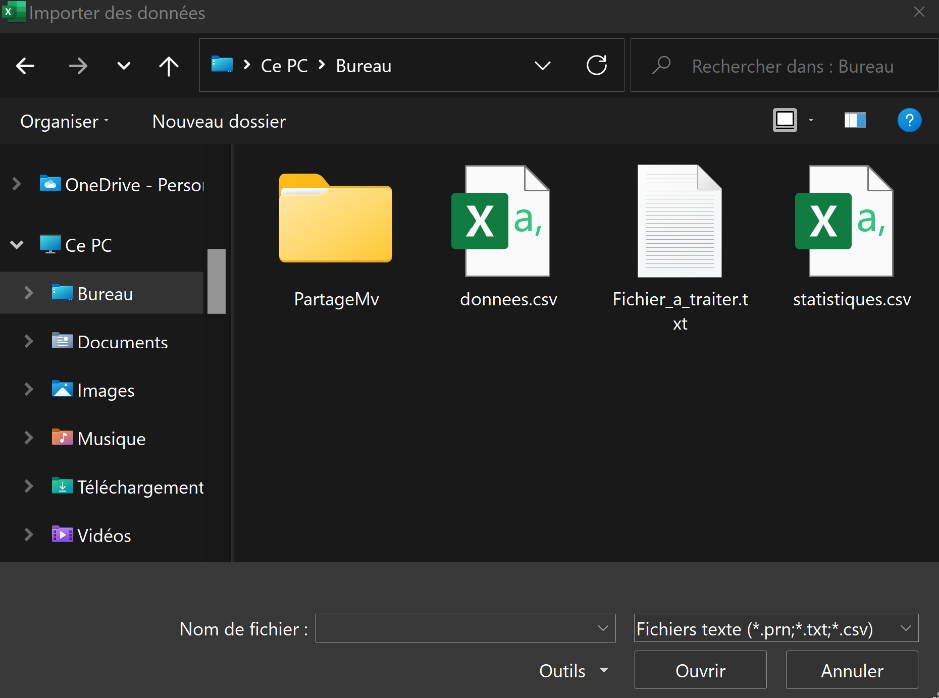 Importer des données
Ce PC
Bureau
Rechercher dans : Bureau
Organiser
Nouveau dossier
?
OneDrive - Perso
Ce PC
Bureau
Documents
Images
Musique
Téléchargement
Vidéos
X
a,
X
a,
PartageMv
donnees.csv
Fichier_a_traiter.t
xt
statistiques.csv
Nom de fichier :
Fichiers texte (*.prn;*.txt;*.csv)
Outils
Ouvrir
Annuler